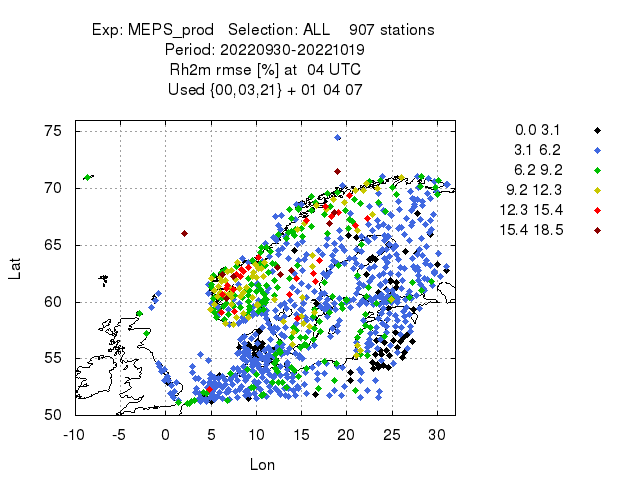 Exp: MEPS_prod   Selection: ALL    907 stations
Period: 20220930-20221019
Rh2m rmse [%] at  04 UTC
Used {00,03,21} + 01 04 07
75
70
65
60
55
50
Lat
-10 -5 0 5 10 15 20 25 30
Lon
0.0 3.1
3.1 6.2
6.2 9.2
9.2 12.3
12.3 15.4
15.4 18.5